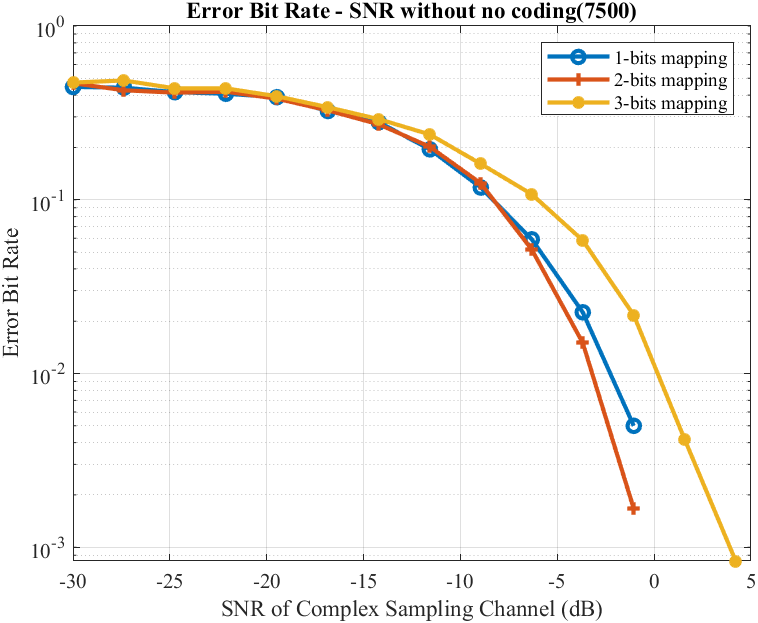 Error Bit Rate - SNR without no coding(7500)
10^0
10^-1
10^-2
10^-3
Error Bit Rate
1-bits mapping
2-bits mapping
3-bits mapping
-30 -25 -20 -15 -10 -5 0 5
SNR of Complex Sampling Channel (dB)